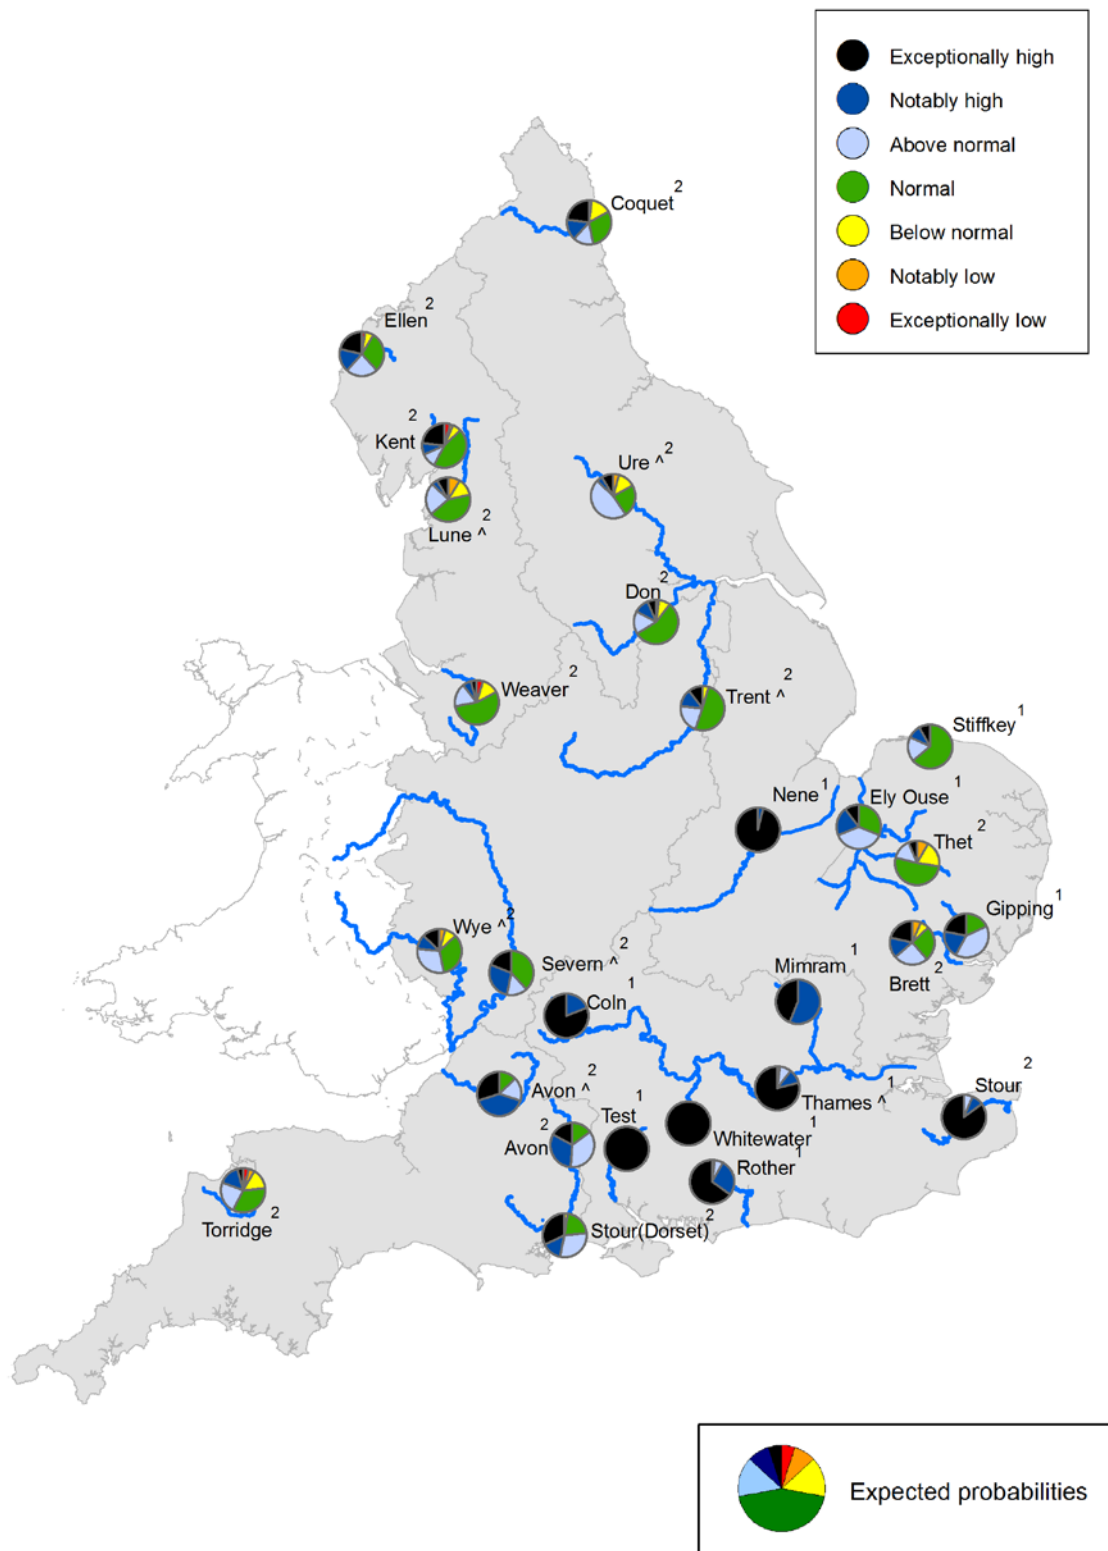 Exceptionally high
Notably high
Above normal
Normal
Below normal
Notably low
Exceptionally low
Coquet 2
Ellen 2
Kent 2
Ure ^ 2
Lune ^ 2
Don 2
Weaver 2
Trent ^ 2
Stiffkey 1
Nene 1
Ely Ouse 1
Thet 2
Gipping 1
Wye ^ 2
Severn ^ 2
Brett 2
Mimram 1
Coln 1
Avon ^ 2
Thames ^ 1
Stour 2
Test 1
Whitewater 1
Avon 2
Rother 1
Torridge 2
Stour(Dorset) 2
Expected probabilities